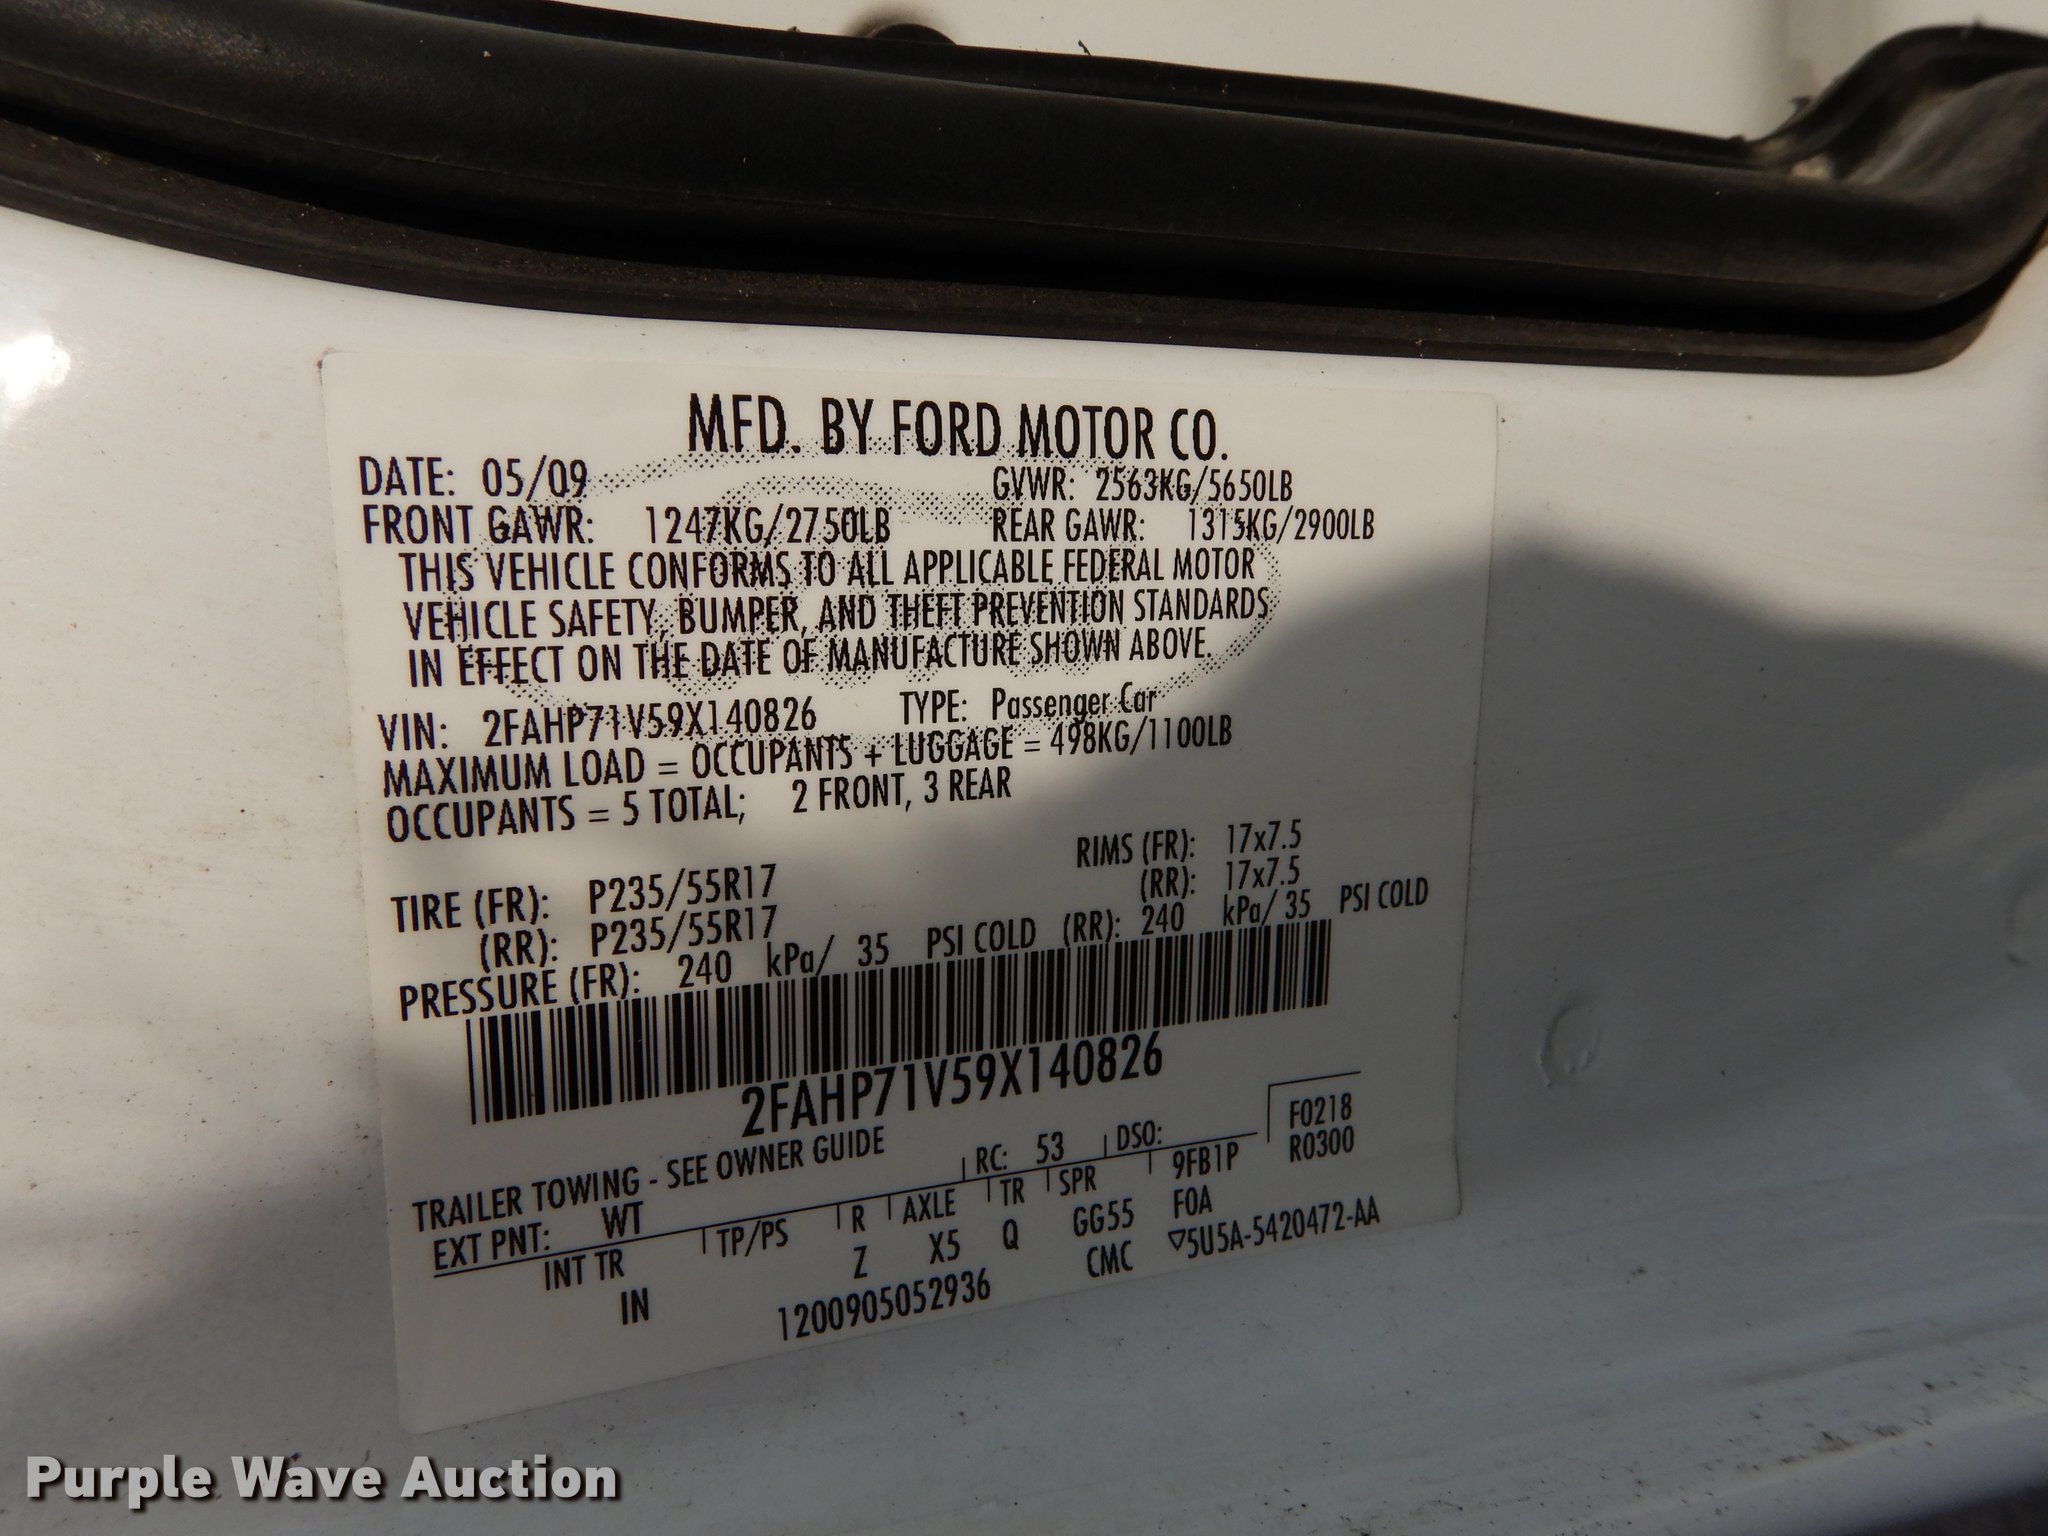 MFD. BY FORD MOTOR CO.
DATE: 05/09 GVWR: 2563KG/5650LB
FRONT GAWR: 1247KG/2750LB REAR GAWR: 1315KG/2900LB
THIS VEHICLE CONFORMS TO ALL APPLICABLE FEDERAL MOTOR
VEHICLE SAFETY, BUMPER, AND THEFT PREVENTION STANDARDS
IN EFFECT ON THE DATE OF MANUFACTURE SHOWN ABOVE.
VIN: 2FAHP71V59X140826 TYPE: Passenger Car
MAXIMUM LOAD = OCCUPANTS + LUGGAGE = 498KG/1100LB
OCCUPANTS = 5 TOTAL; 2 FRONT, 3 REAR
TIRE (FR): P235/55R17 RIMS (FR): 17x7.5
(RR): P235/55R17 (RR): 17x7.5
PRESSURE (FR): 240 kPa/ 35 PSI COLD (RR): 240 kPa/ 35 PSI COLD
2FAHP71V59X140826
TRAILER TOWING - SEE OWNER GUIDE F0218
EXT PNT: WT RC: 53 DSO: R0300
INT TR TP/PS R AXLE TR SPR 9FB1P
IN Z X5 Q GG55 F0A
1200905052936 CMC ▽5U5A-5420472-AA
Purple Wave Auction